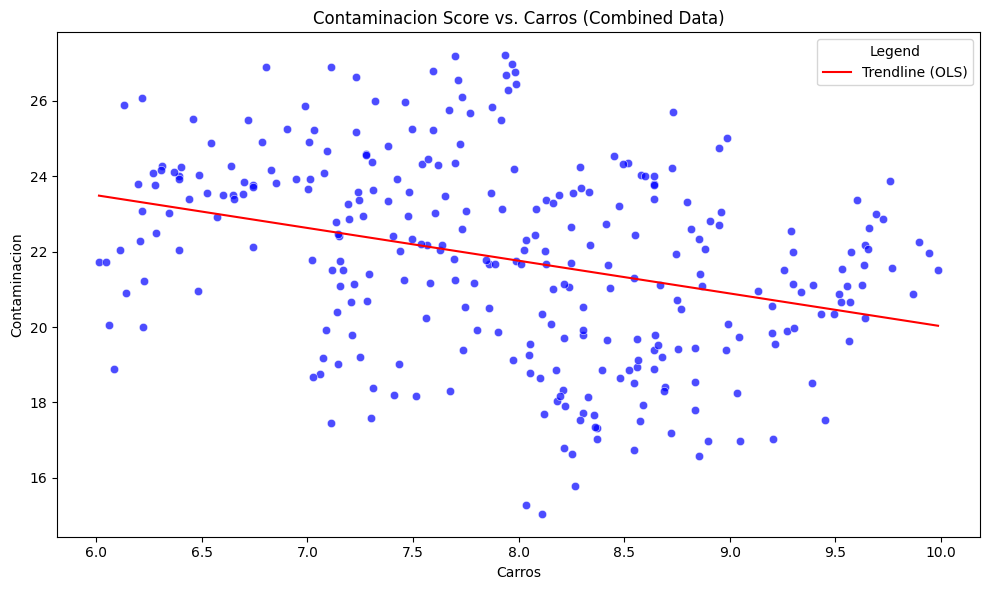 Contaminacion Score vs. Carros (Combined Data)
Legend
Trendline (OLS)
Contaminacion
26
24
22
20
18
16
6.0 6.5 7.0 7.5 8.0 8.5 9.0 9.5 10.0
Carros